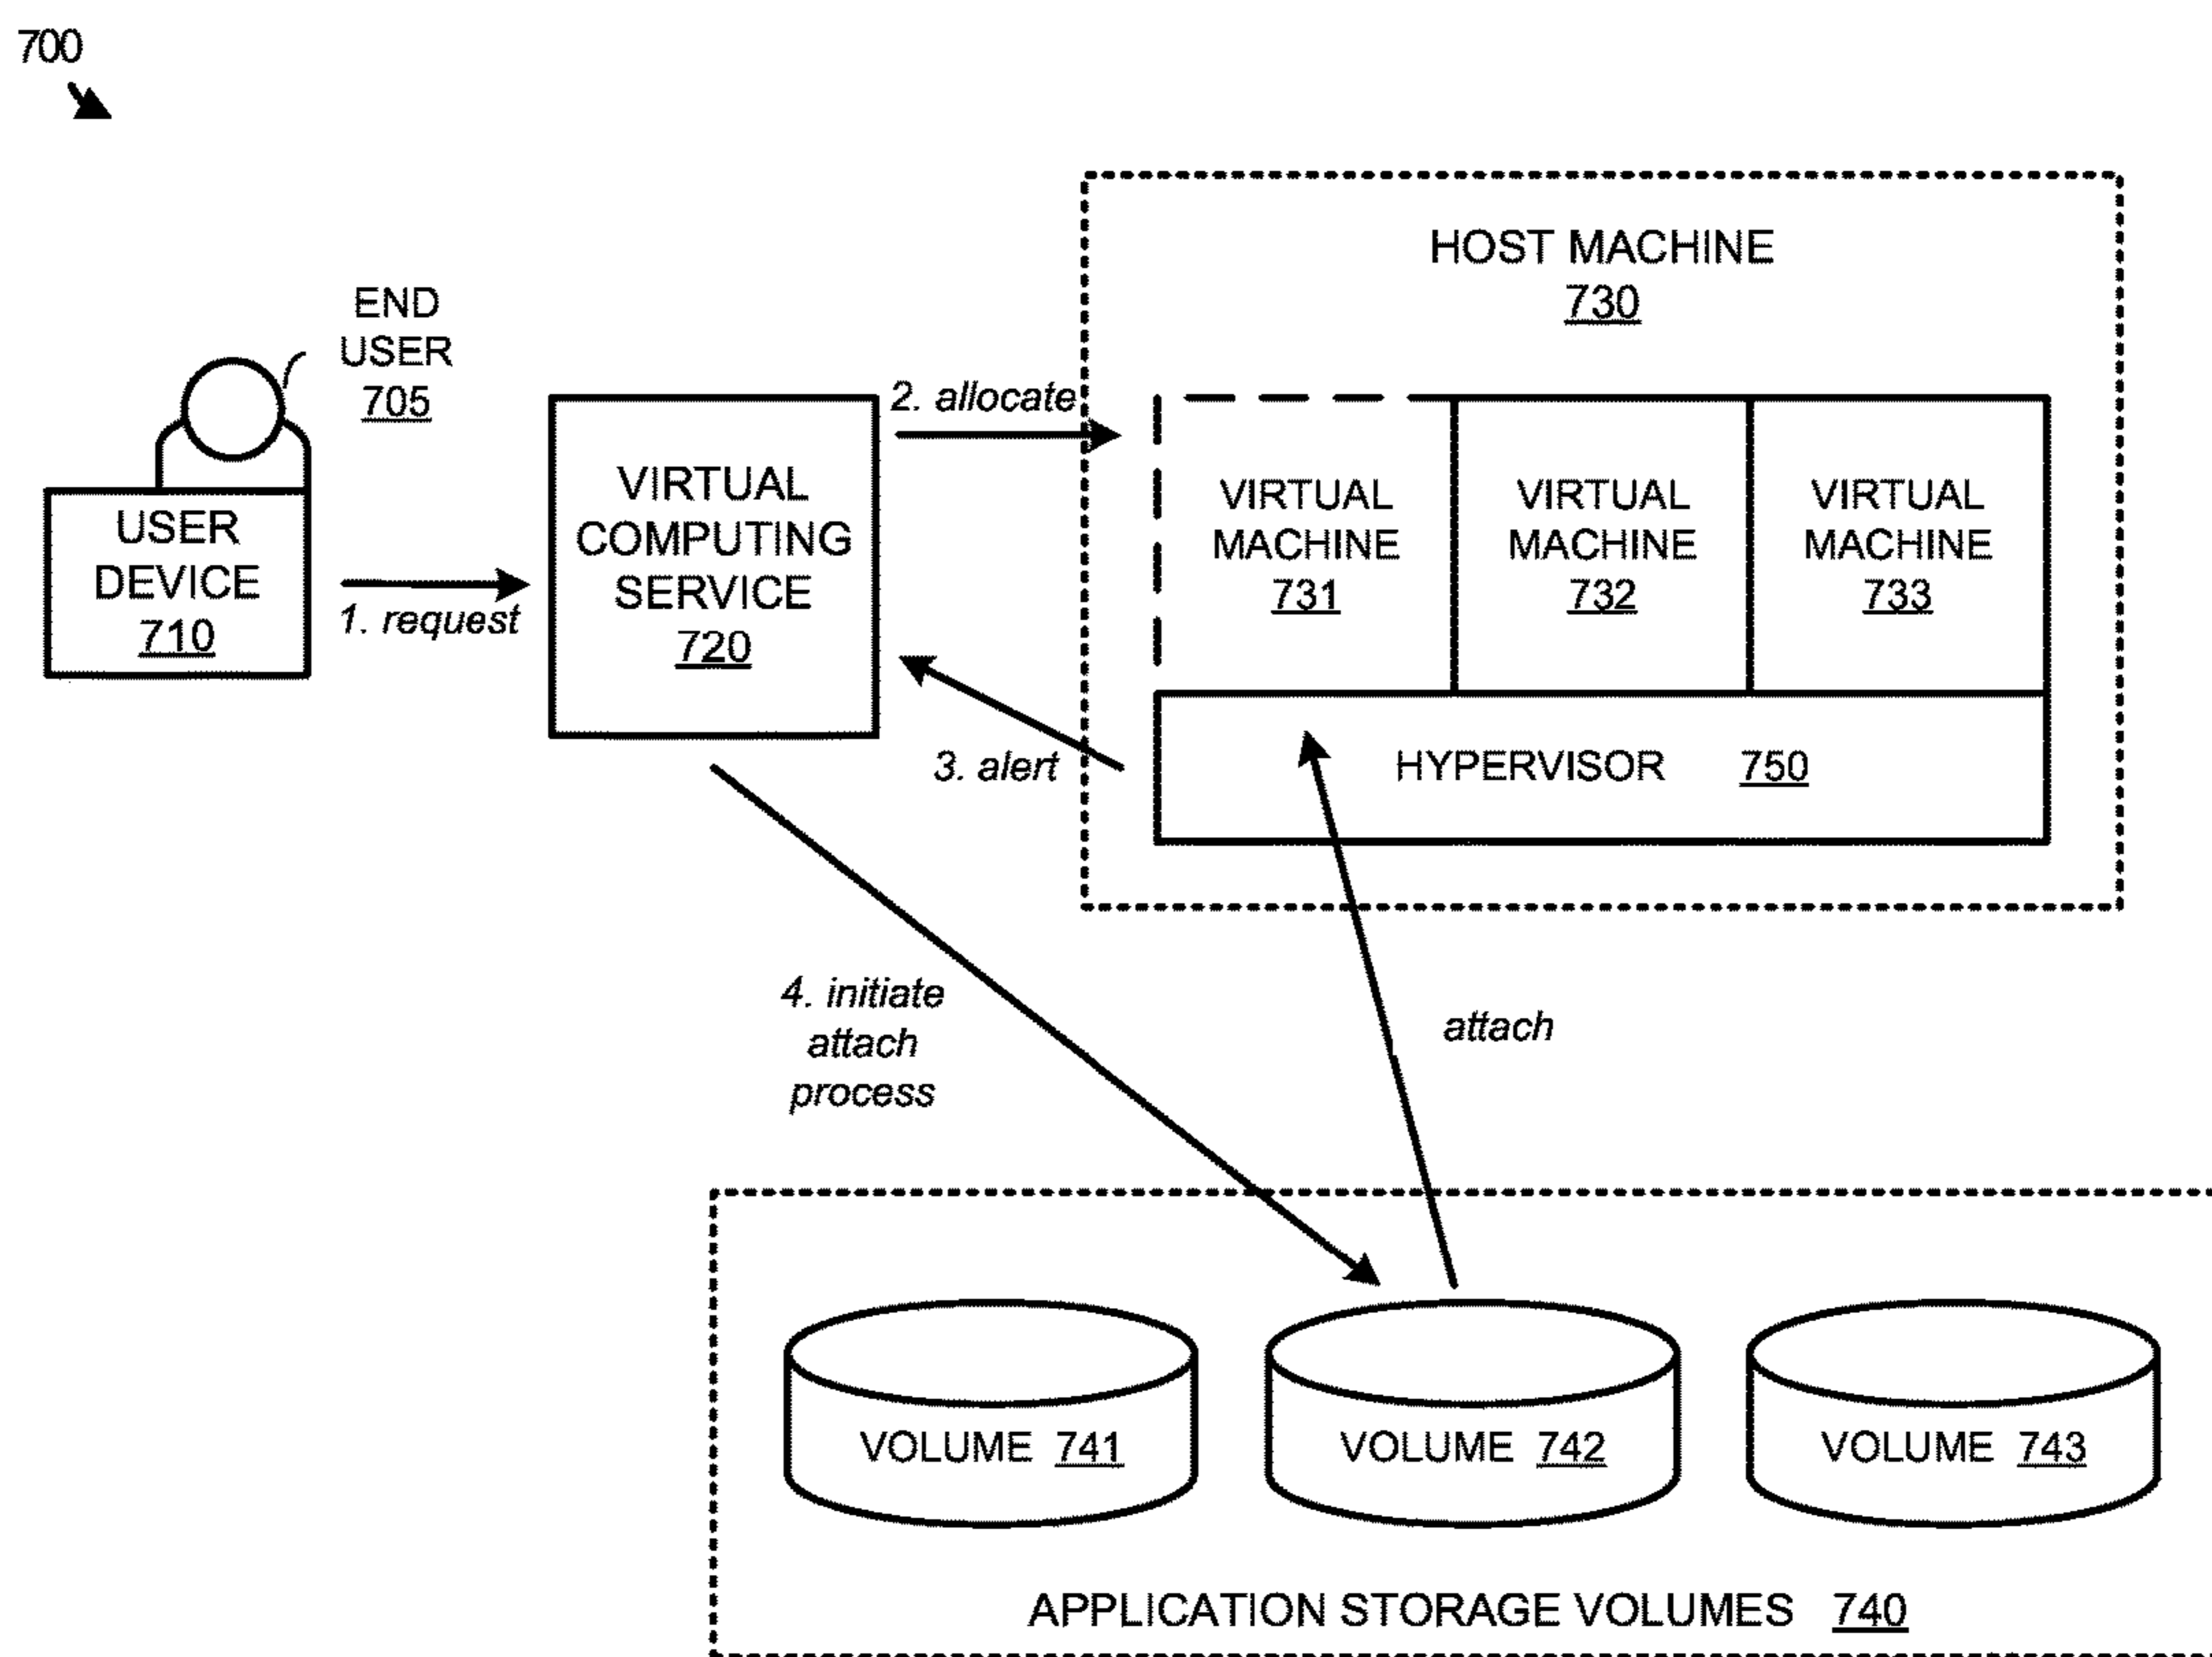 700
END
USER
705
USER
DEVICE
710
1. request
VIRTUAL
COMPUTING
SERVICE
720
2. allocate
3. alert
HOST MACHINE
730
VIRTUAL
MACHINE
731
VIRTUAL
MACHINE
732
VIRTUAL
MACHINE
733
HYPERVISOR 750
4. initiate
attach
process
attach
VOLUME 741
VOLUME 742
VOLUME 743
APPLICATION STORAGE VOLUMES 740